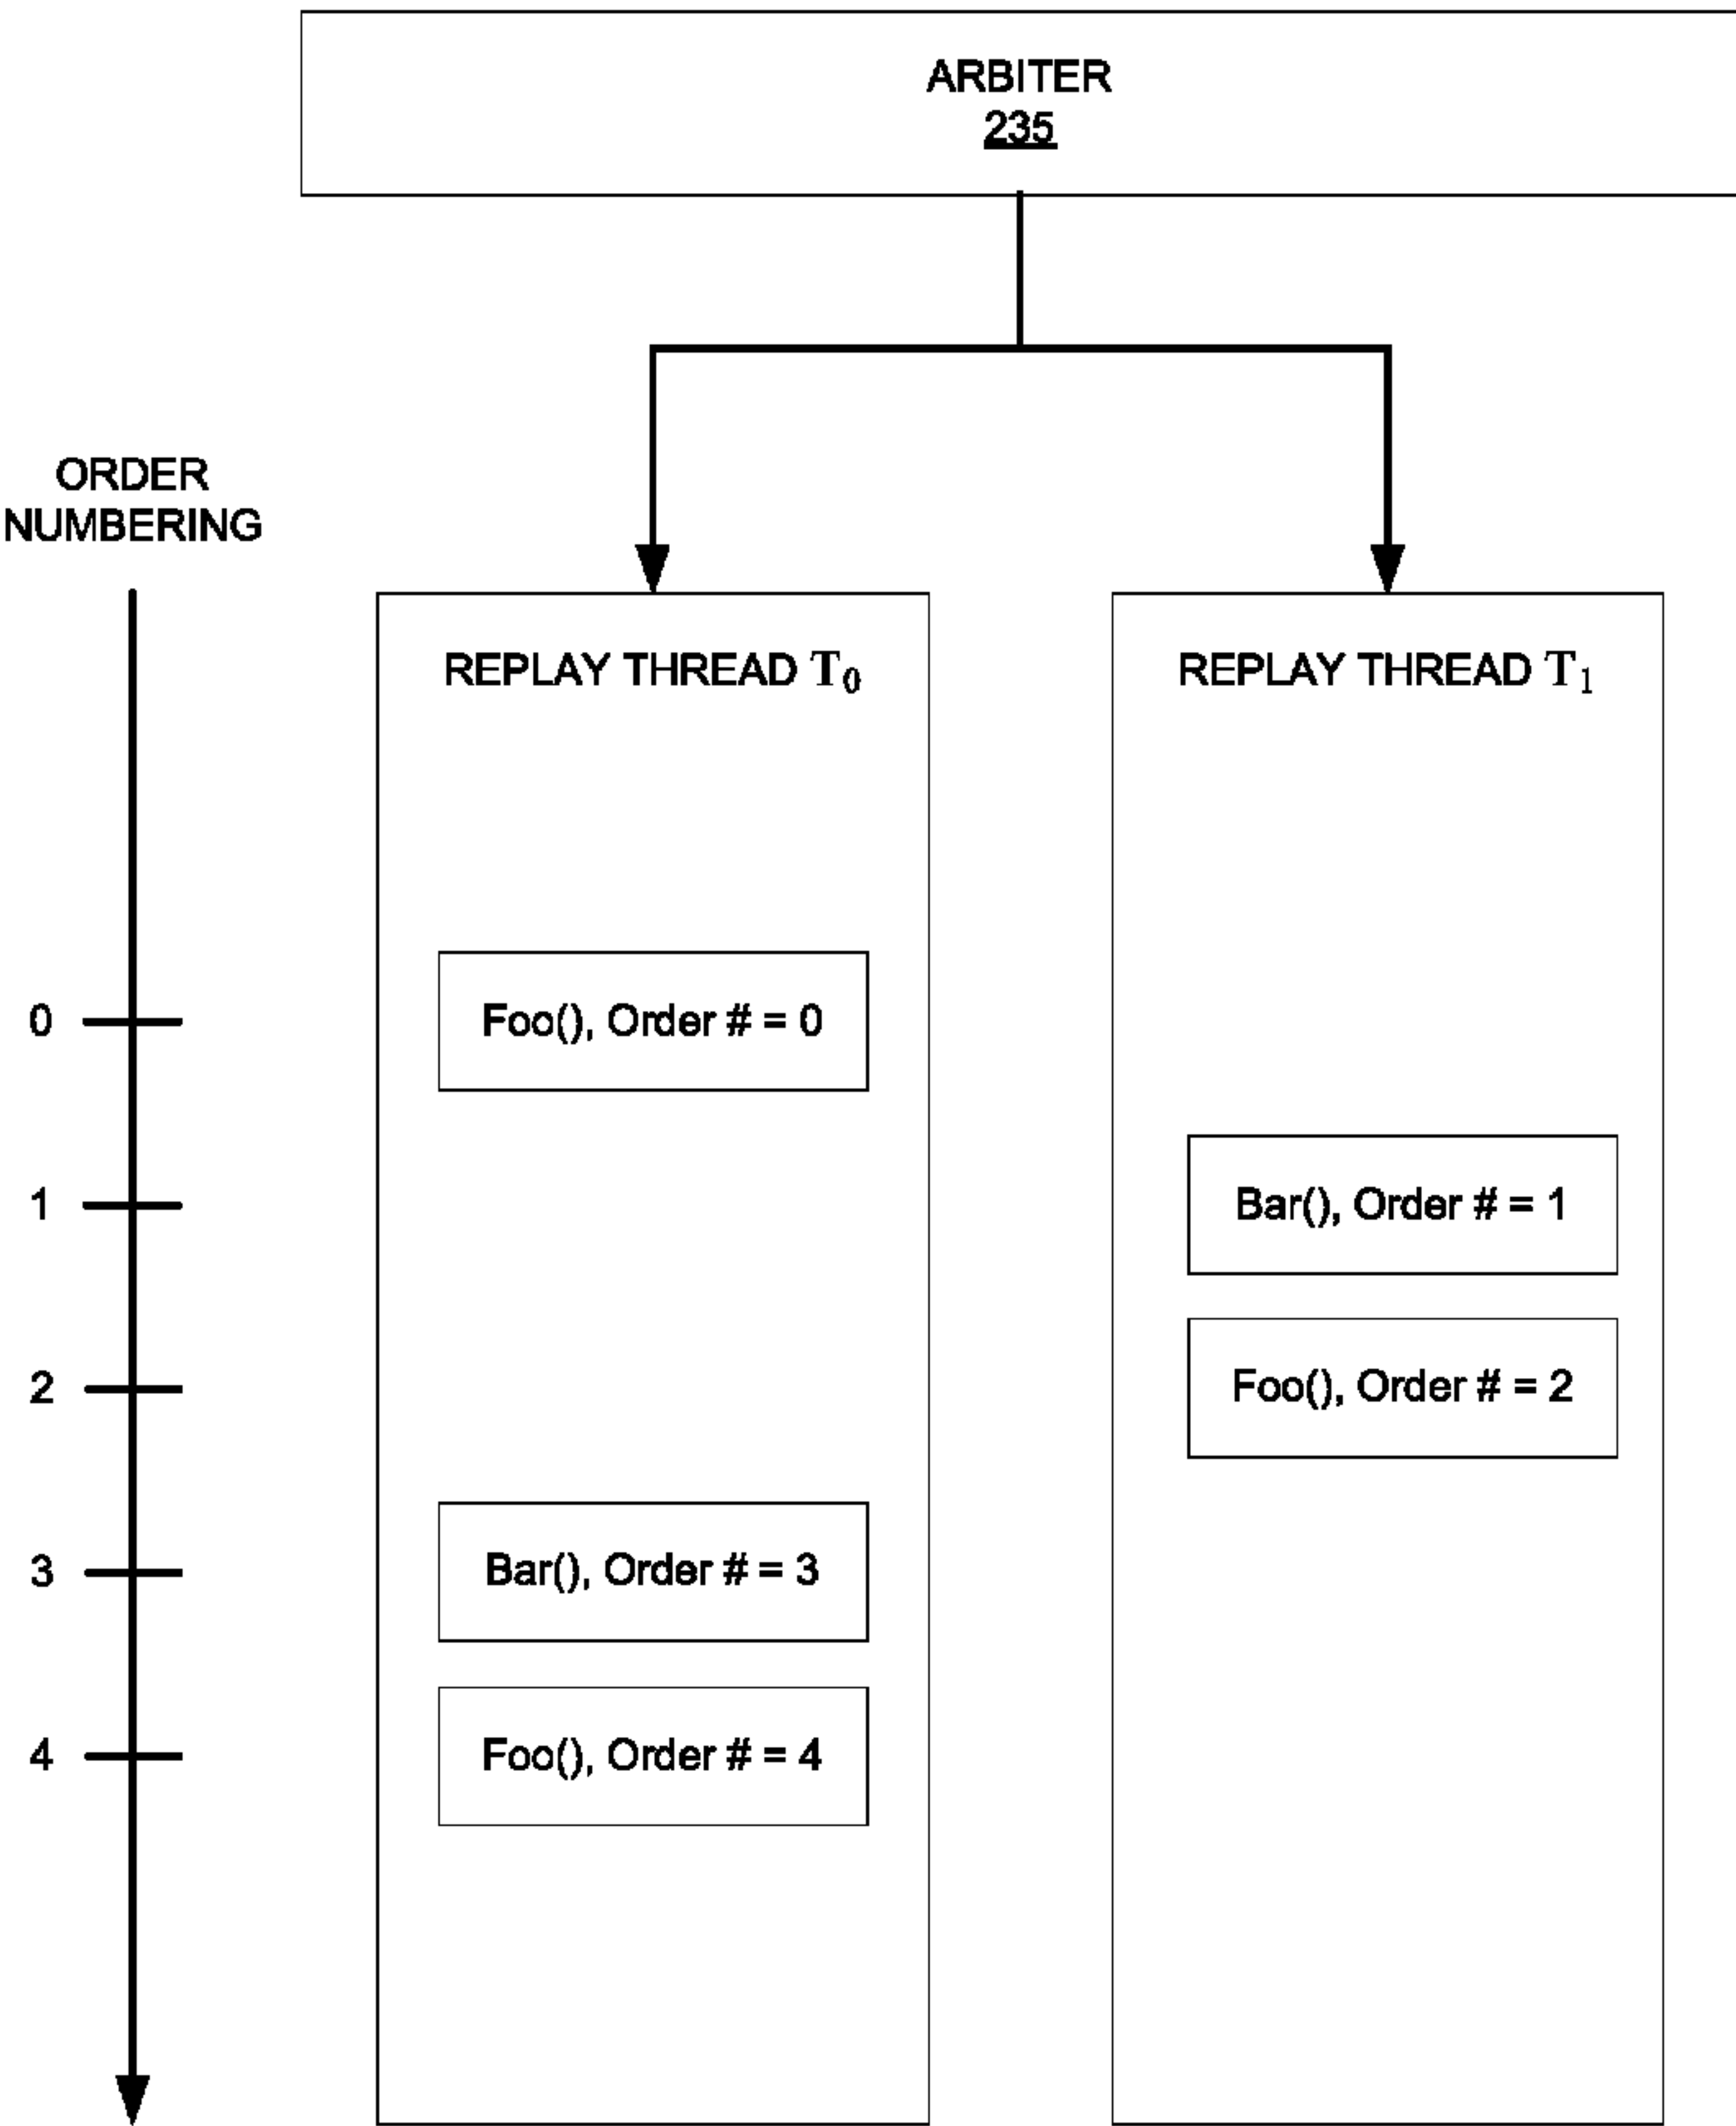 ARBITER
235
ORDER
NUMBERING
REPLAY THREAD T0
REPLAY THREAD T1
0
Foo(), Order # = 0
1
Bar(), Order # = 1
2
Foo(), Order # = 2
3
Bar(), Order # = 3
4
Foo(), Order # = 4